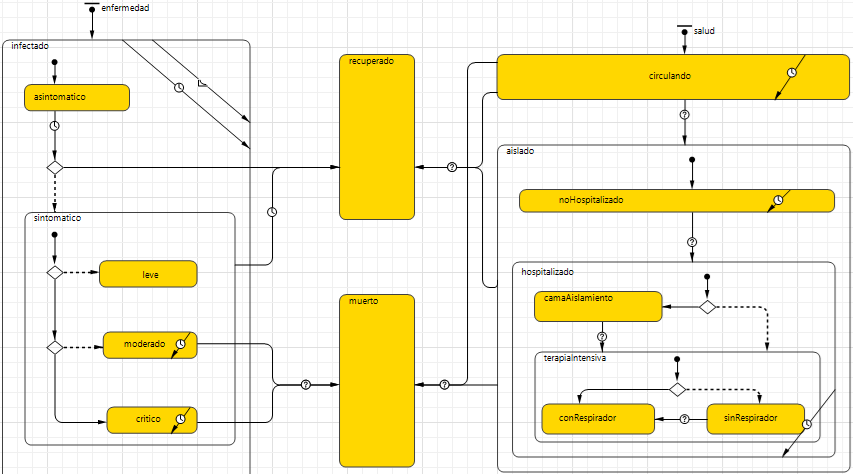 enfermedad
infectado
asintomatico
sintomatico
leve
moderado
critico
recuperado
muerto
salud
circulando
aislado
noHospitalizado
hospitalizado
camaAislamiento
terapiaIntensiva
conRespirador
sinRespirador
?
?
?
?
?
?
?